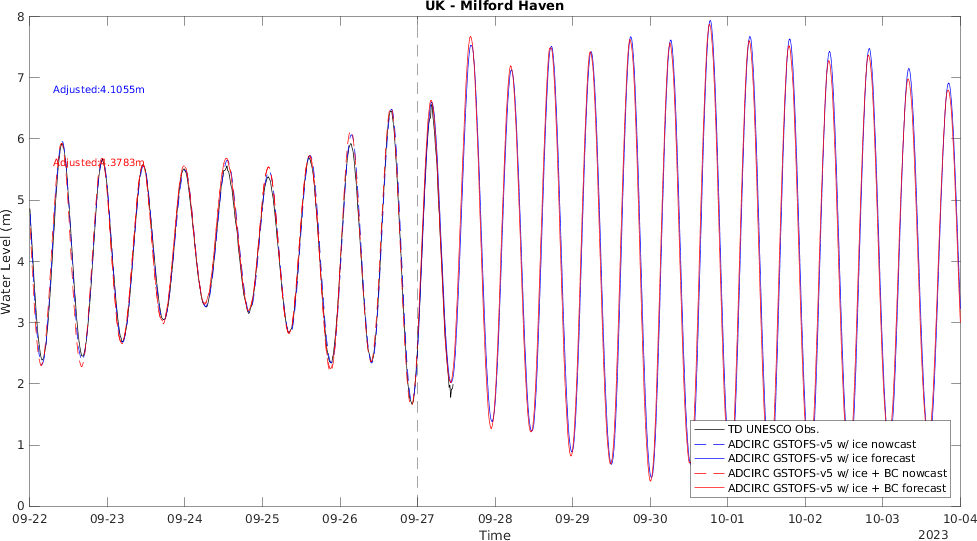 UK - Milford Haven
8
7
6
5
4
3
2
1
0
Water Level (m)
Adjusted:4.1055m
Adjusted:4.3783m
TD UNESCO Obs.
ADCIRC GSTOFS-v5 w/ ice nowcast
ADCIRC GSTOFS-v5 w/ ice forecast
ADCIRC GSTOFS-v5 w/ ice + BC nowcast
ADCIRC GSTOFS-v5 w/ ice + BC forecast
09-22 09-23 09-24 09-25 09-26 09-27 09-28 09-29 09-30 10-01 10-02 10-03 10-04
Time
2023